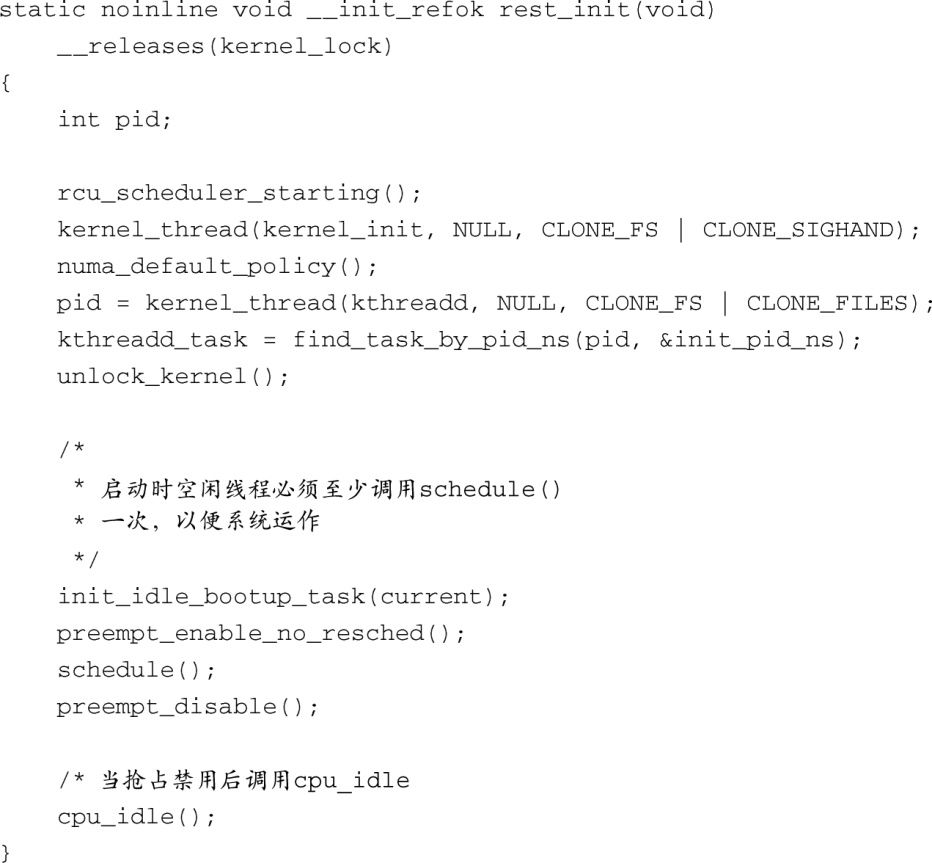 static noinline void __init_refok rest_init(void)
    __releases(kernel_lock)
{
    int pid;

    rcu_scheduler_starting();
    kernel_thread(kernel_init, NULL, CLONE_FS | CLONE_SIGHAND);
    numa_default_policy();
    pid = kernel_thread(kthreadd, NULL, CLONE_FS | CLONE_FILES);
    kthreadd_task = find_task_by_pid_ns(pid, &init_pid_ns);
    unlock_kernel();

    /*
     * 启动时空闲线程必须至少调用schedule()
     * 一次，以便系统运作
     */
    init_idle_bootup_task(current);
    preempt_enable_no_resched();
    schedule();
    preempt_disable();

    /* 当抢占禁用后调用cpu_idle
    cpu_idle();
}